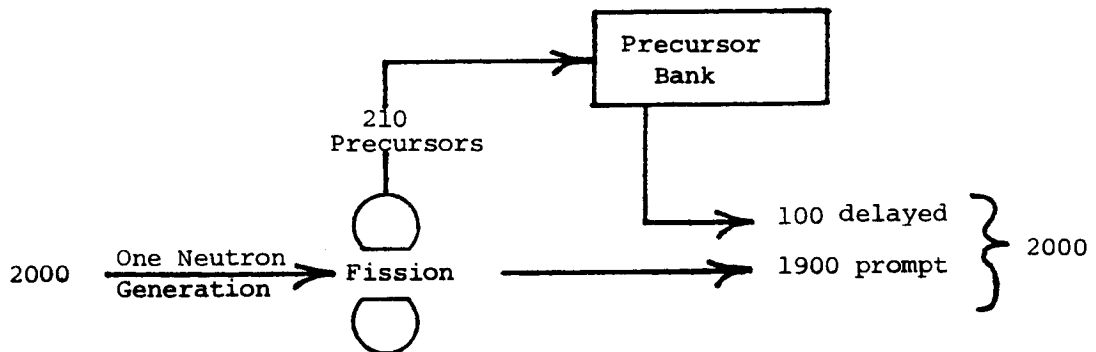 Precursor
Bank
210
Precursors
100 delayed
2000
One Neutron
Generation
Fission
1900 prompt
2000